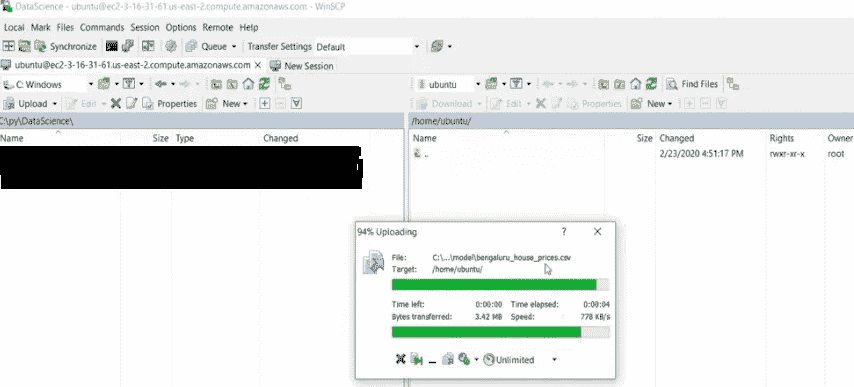 DataScience - ubuntu@ec2-3-16-31-61.us-east-2.compute.amazonaws.com - WinSCP
Local Mark Files Commands Session Options Remote Help
Synchronize Queue Transfer Settings Default
ubuntu@ec2-3-16-31-61.us-east-2.compute.amazonaws.com × New Session
C: Windows
Upload Edit Properties New
C:\py\DataScience\
Name Size Type Changed
ubuntu Find Files
Download Edit Properties New
/home/ubuntu/
Name Size Changed Rights Owner
.. 2/23/2020 4:51:17 PM rwxr-xr-x root
94% Uploading ? ×
File: C:\...\model\bengaluru_house_prices.csv
Target: /home/ubuntu/
Time left: 0:00:00 Time elapsed: 0:00:04
Bytes transferred: 3.42 MB Speed: 778 KB/s
Unlimited